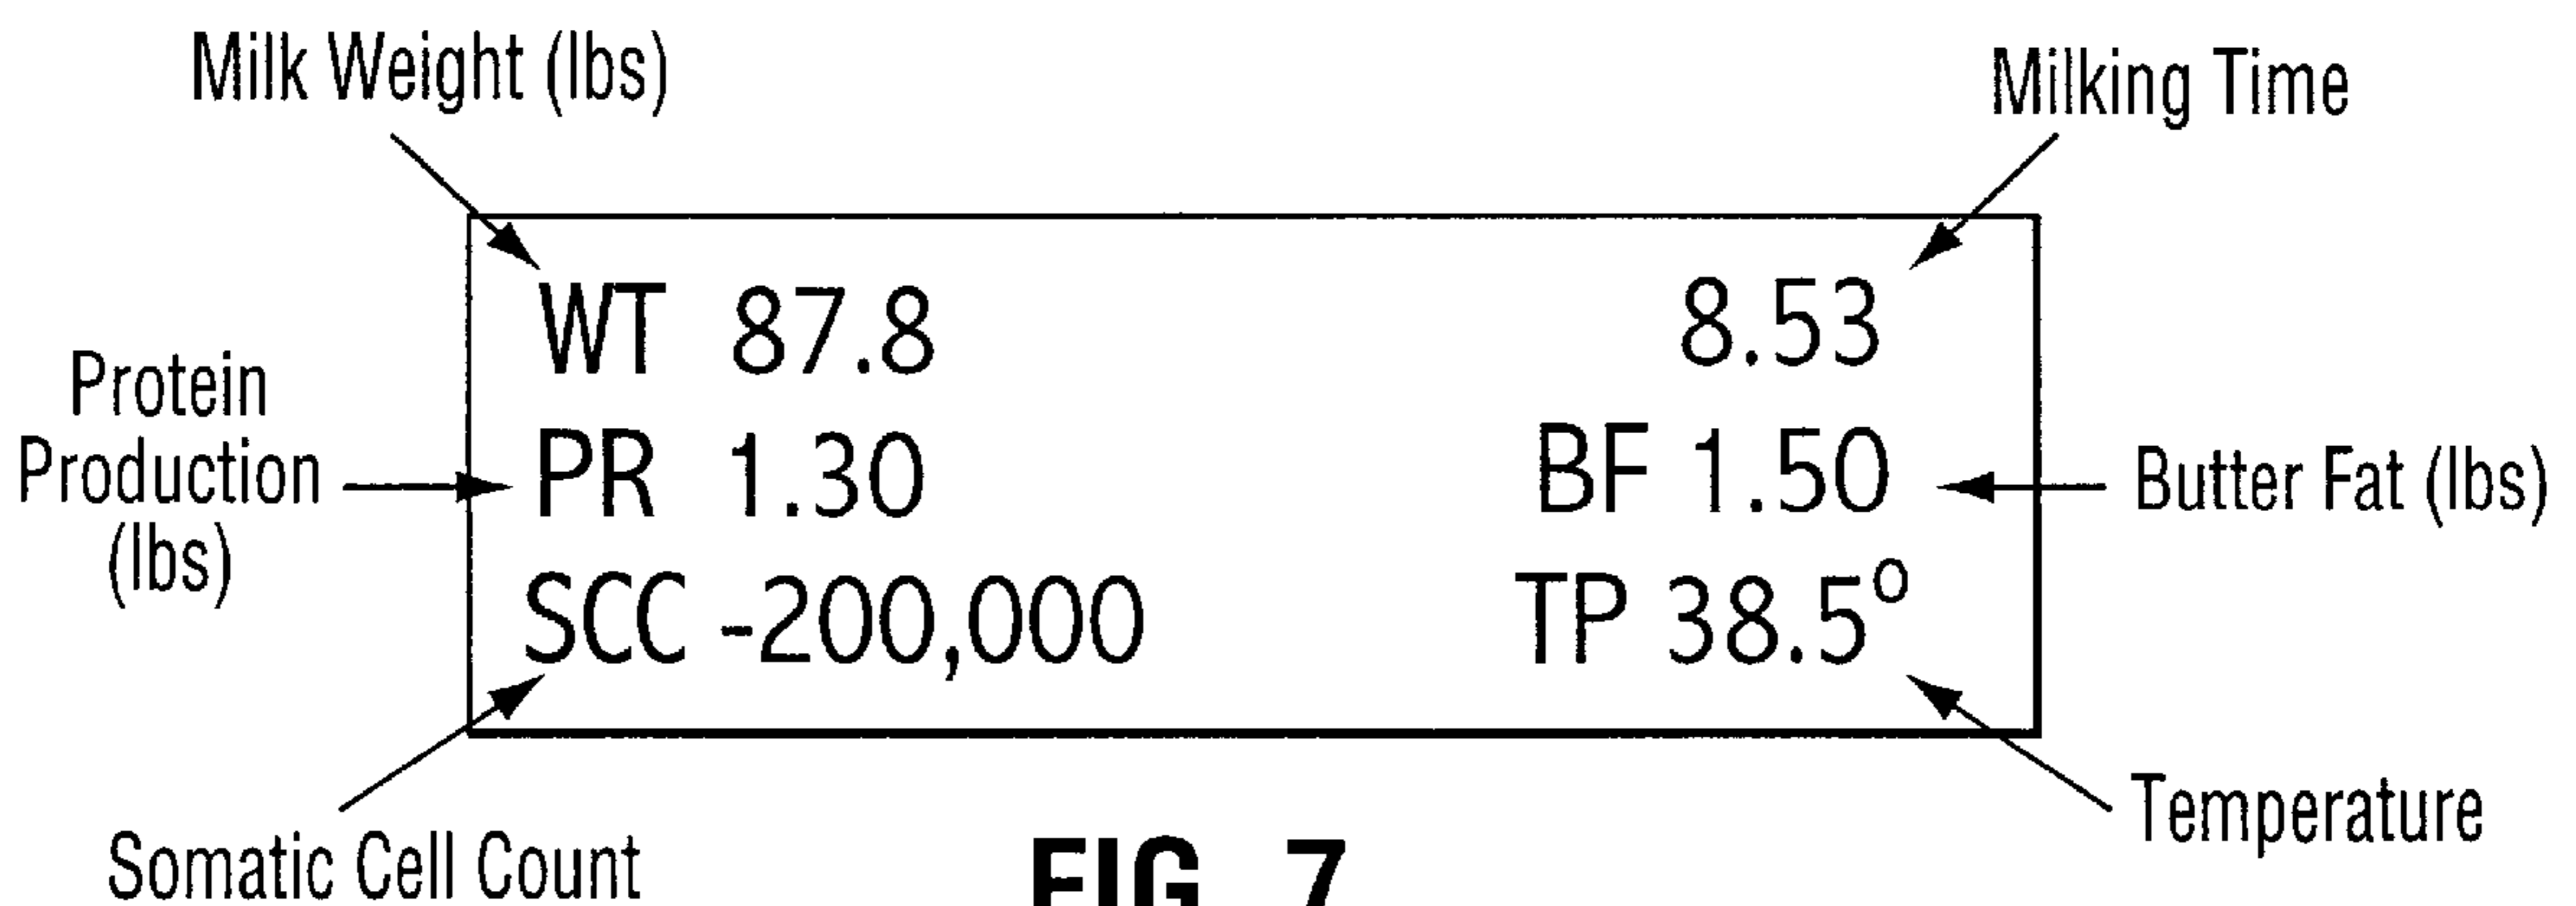 Milk Weight (lbs)
Milking Time
WT 87.8
8.53
Protein
Production
(lbs)
PR 1.30
BF 1.50
Butter Fat (lbs)
SCC -200,000
TP 38.5°
Somatic Cell Count
Temperature
FIG. 7